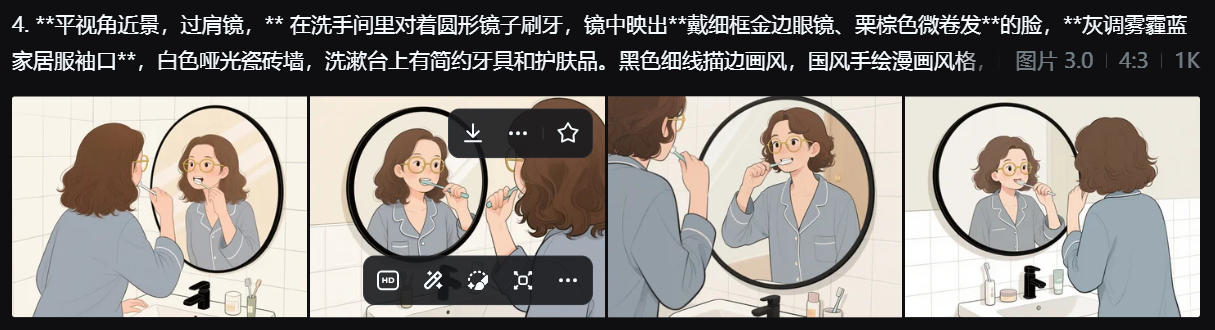 4. **平视角近景，过肩镜，** 在洗手间里对着圆形镜子刷牙，镜中映出**戴细框金边眼镜、栗棕色微卷发**的脸，**灰调雾霾蓝
家居服袖口**，白色哑光瓷砖墙，洗漱台上有简约牙具和护肤品。黑色细线描边画风，国风手绘漫画风格， 图片 3.0 | 4:3 | 1K
HD